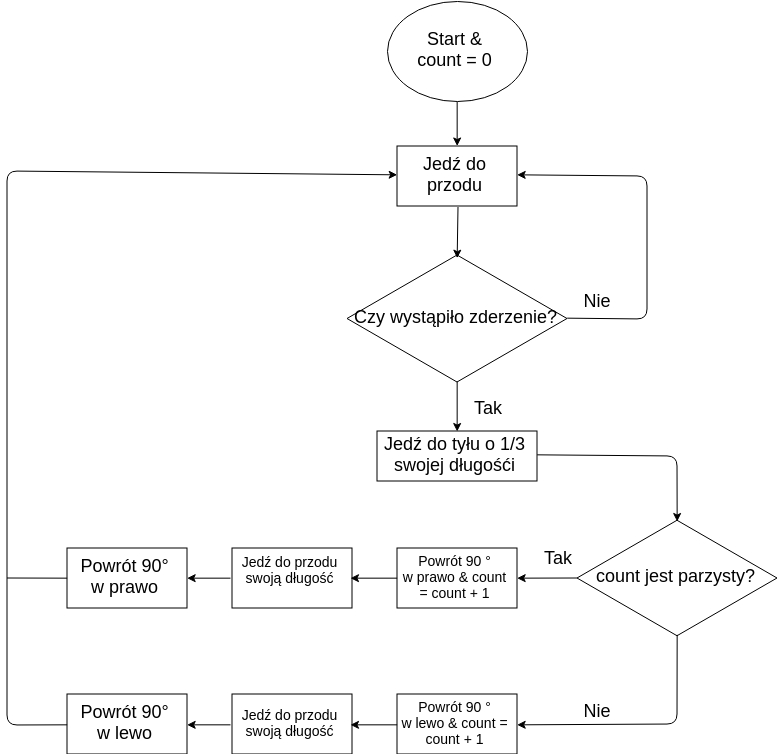 Start &
count = 0
Jedź do
przodu
Czy wystąpiło zderzenie?
Nie
Tak
Jedź do tyłu o 1/3
swojej długośći
count jest parzysty?
Tak
Powrót 90 °
w prawo & count
= count + 1
Jedź do przodu
swoją długość
Powrót 90°
w prawo
Nie
Powrót 90 °
w lewo & count =
count + 1
Jedź do przodu
swoją długość
Powrót 90°
w lewo